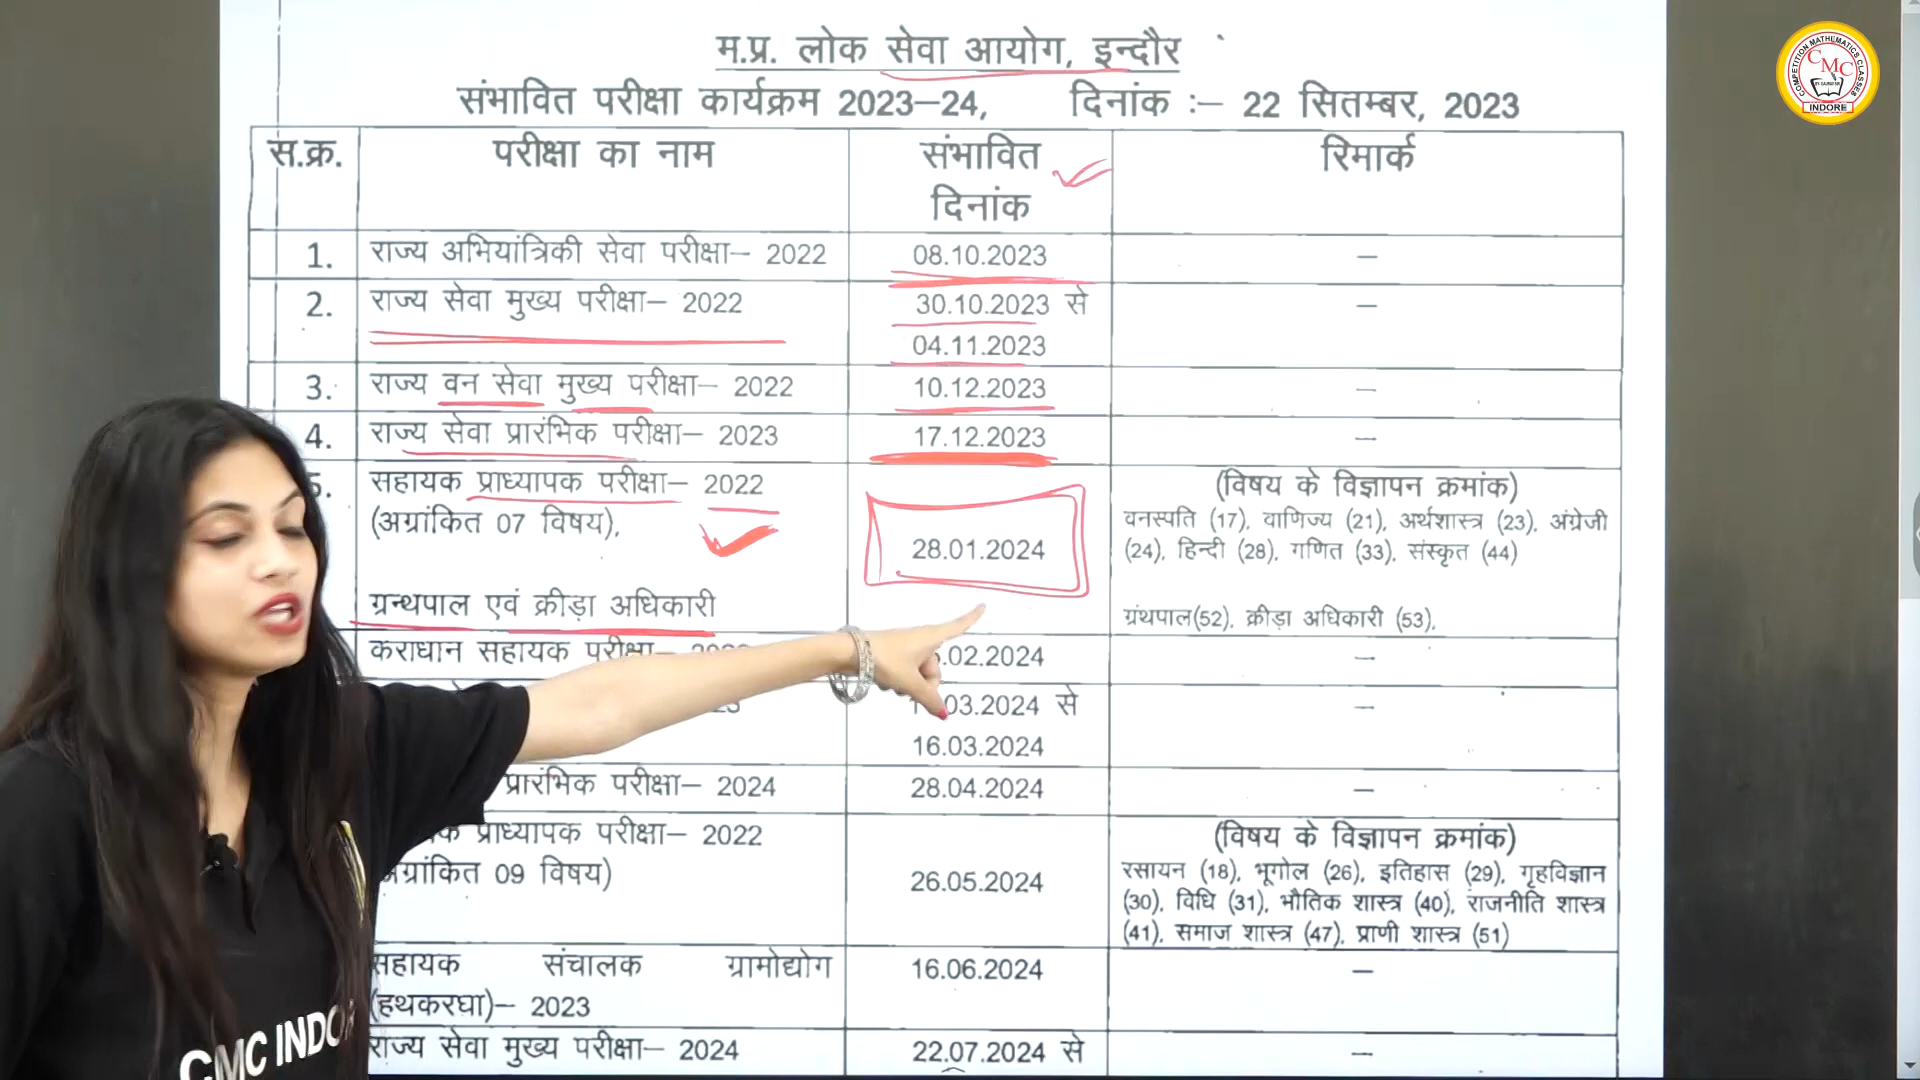 म.प्र. लोक सेवा आयोग, इन्दौर
संभावित परीक्षा कार्यक्रम 2023–24, दिनांक :– 22 सितम्बर, 2023
स.क्र. परीक्षा का नाम संभावित दिनांक रिमार्क
1. राज्य अभियांत्रिकी सेवा परीक्षा– 2022 08.10.2023 –
2. राज्य सेवा मुख्य परीक्षा– 2022 30.10.2023 से –
04.11.2023
3. राज्य वन सेवा मुख्य परीक्षा– 2022 10.12.2023 –
4. राज्य सेवा प्रारंभिक परीक्षा– 2023 17.12.2023 –
सहायक प्राध्यापक परीक्षा– 2022 (विषय के विज्ञापन क्रमांक)
(अग्रांकित 07 विषय), वनस्पति (17), वाणिज्य (21), अर्थशास्त्र (23), अंग्रेजी
28.01.2024 (24), हिन्दी (28), गणित (33), संस्कृत (44)
ग्रन्थपाल एवं क्रीड़ा अधिकारी ग्रंथपाल(52), क्रीड़ा अधिकारी (53),
कराधान सहायक परीक्षा– .02.2024 –
03.2024 से –
16.03.2024
प्रारंभिक परीक्षा– 2024 28.04.2024 –
प्राध्यापक परीक्षा– 2022 (विषय के विज्ञापन क्रमांक)
अग्रांकित 09 विषय) 26.05.2024 रसायन (18), भूगोल (26), इतिहास (29), गृहविज्ञान
(30), विधि (31), भौतिक शास्त्र (40), राजनीति शास्त्र
(41), समाज शास्त्र (47), प्राणी शास्त्र (51)
सहायक संचालक ग्रामोद्योग 16.06.2024 –
(हथकरघा)– 2023
राज्य सेवा मुख्य परीक्षा– 2024 22.07.2024 से –
CMC INDO
COMPETITION MATHEMATICS CLASSES
CMC
INDORE